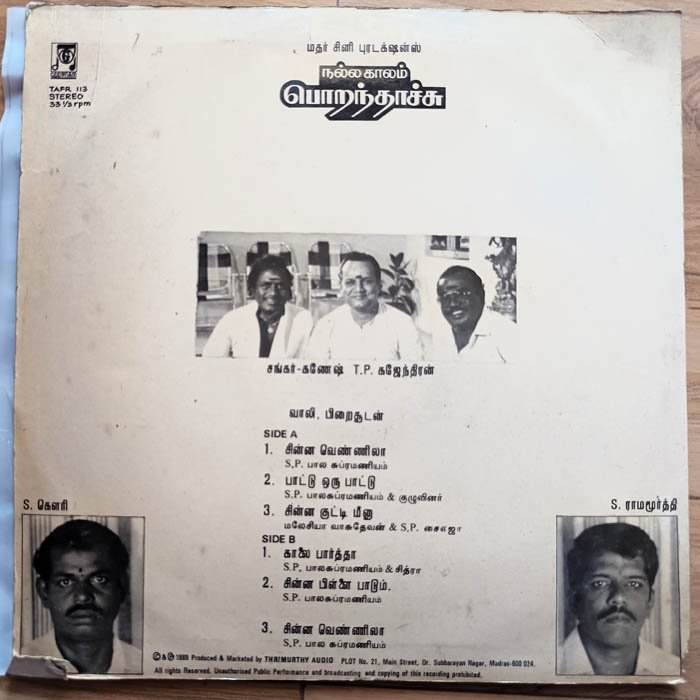 மதர் சினி புரடக்‌ஷன்ஸ்
நல்ல காலம்
பொறந்தாச்சு
TAFR 113
STEREO
33 1/3 rpm
சங்கர்-கணேஷ் T.P. கஜேந்திரன்
வாலி, பிறைசூடன்
SIDE A
1. சின்ன வெண்ணிலா
S.P. பால சுப்ரமணியம்
2. பாட்டு ஒரு பாட்டு
S.P. பாலசுப்ரமணியம் & குழுவினர்
3. சின்ன குட்டி மீனு
மலேசியா வாசுதேவன் & S.P. சைலஜா
SIDE B
1. காலை பார்த்தா
S.P. பாலசுப்ரமணியம் & சித்ரா
2. சின்ன பிள்ளை பாடும்.
S.P. பாலசுப்ரமணியம்
3. சின்ன வெண்ணிலா
S.P. பால சுப்ரமணியம்
S. கௌரி
S. ராமமூர்த்தி
©&℗ 1989 Produced & Marketed by THRIMURTHY AUDIO PLOT No. 21, Main Street, Dr. Subbarayan Nagar, Madras-600 024.
All rights Reserved. Unauthorised Public Performance and broadcasting and copying of this recording prohibited.